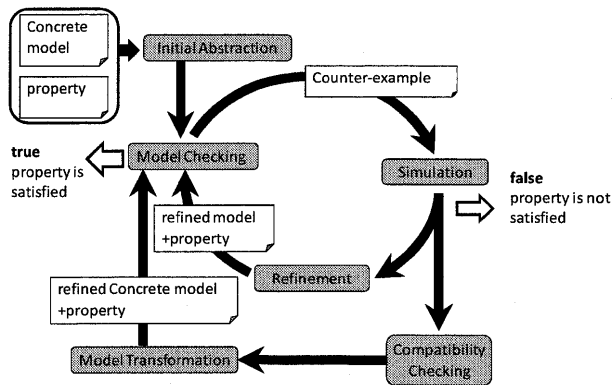 Concrete
model
property
Initial Abstraction
Counter-example
true
property is
satisfied
Model Checking
Simulation
false
property is not
satisfied
refined model
+property
Refinement
refined Concrete model
+property
Model Transformation
Compatibility
Checking